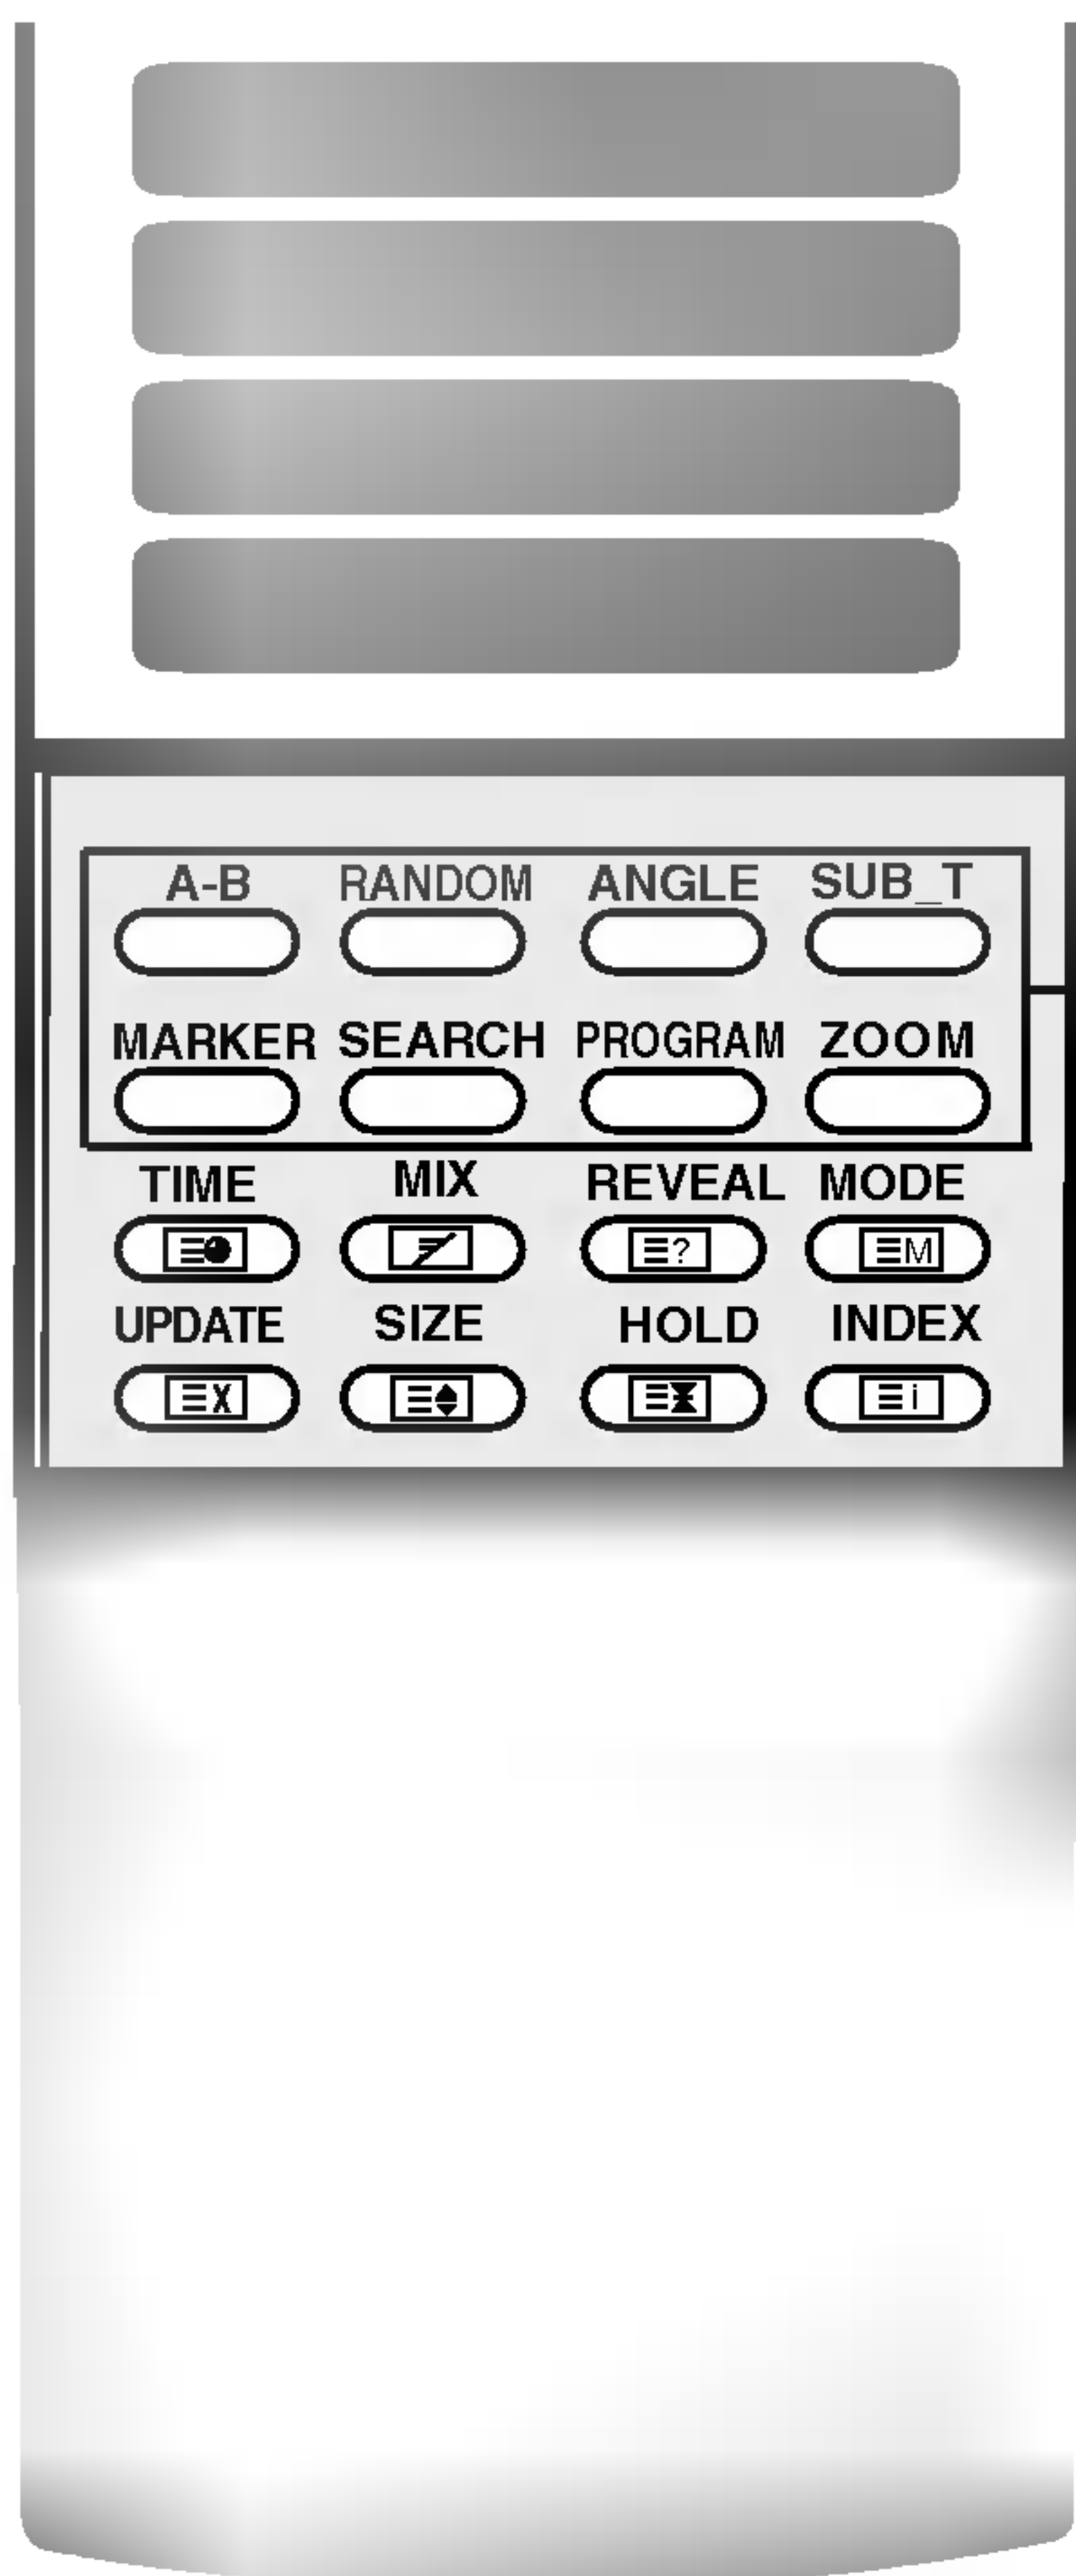 A-B RANDOM ANGLE SUB_T
MARKER SEARCH PROGRAM ZOOM
TIME MIX REVEAL MODE
? M
UPDATE SIZE HOLD INDEX
X i